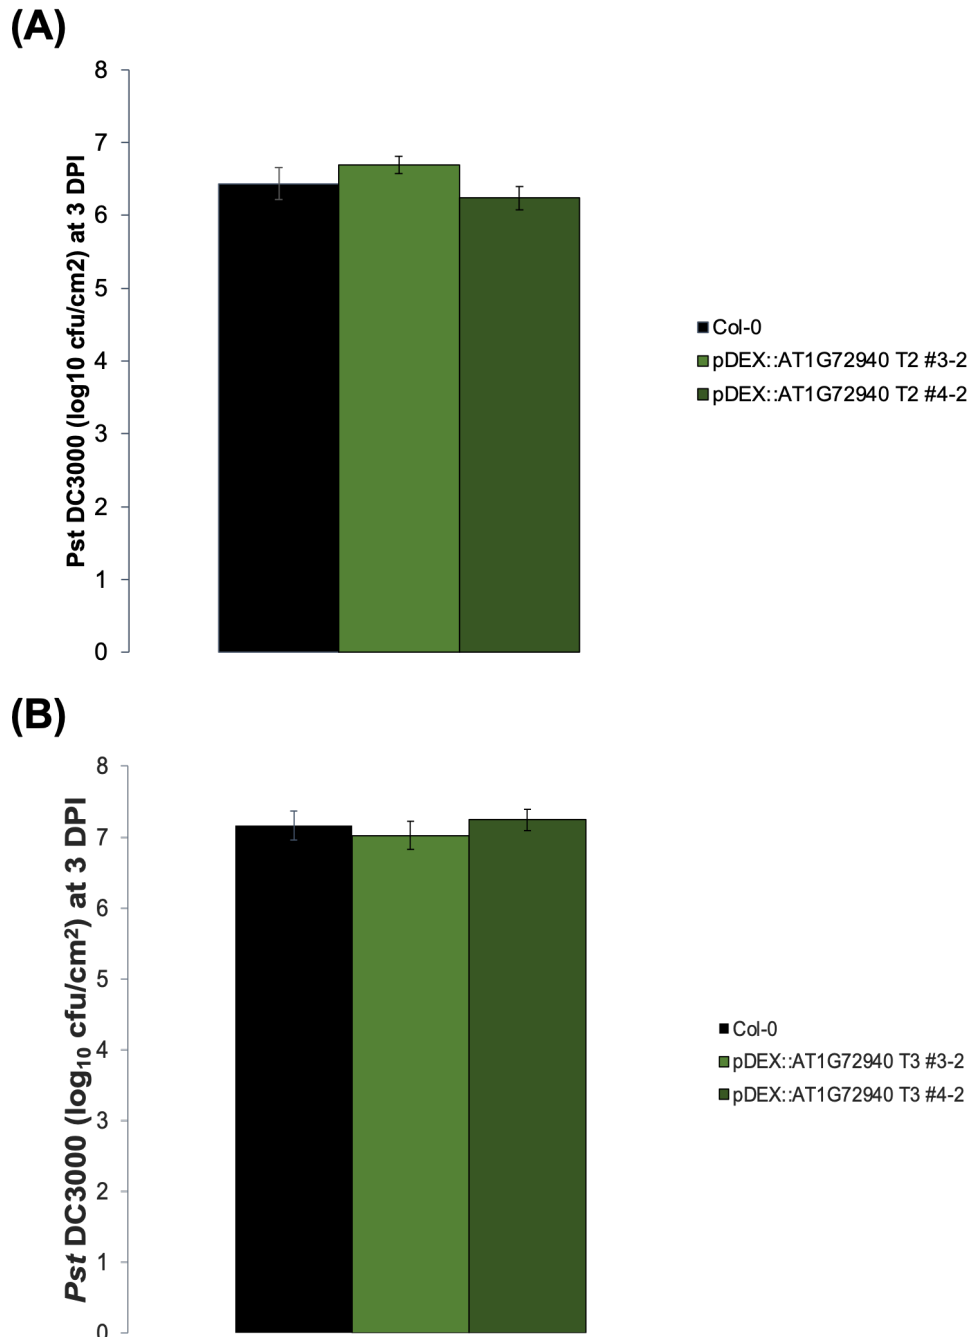 (A)
Pst DC3000 (log10 cfu/cm2) at 3 DPI
8
7
6
5
4
3
2
1
0
Col-0
pDEX::AT1G72940 T2 #3-2
pDEX::AT1G72940 T2 #4-2
(B)
Pst DC3000 (log₁₀ cfu/cm²) at 3 DPI
8
7
6
5
4
3
2
1
0
Col-0
pDEX::AT1G72940 T3 #3-2
pDEX::AT1G72940 T3 #4-2